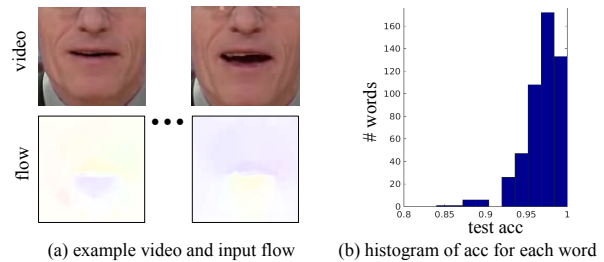 video
flow
(a) example video and input flow
# words
160
140
120
100
80
60
40
20
0
0.8
0.85
0.9
0.95
1
test acc
(b) histogram of acc for each word